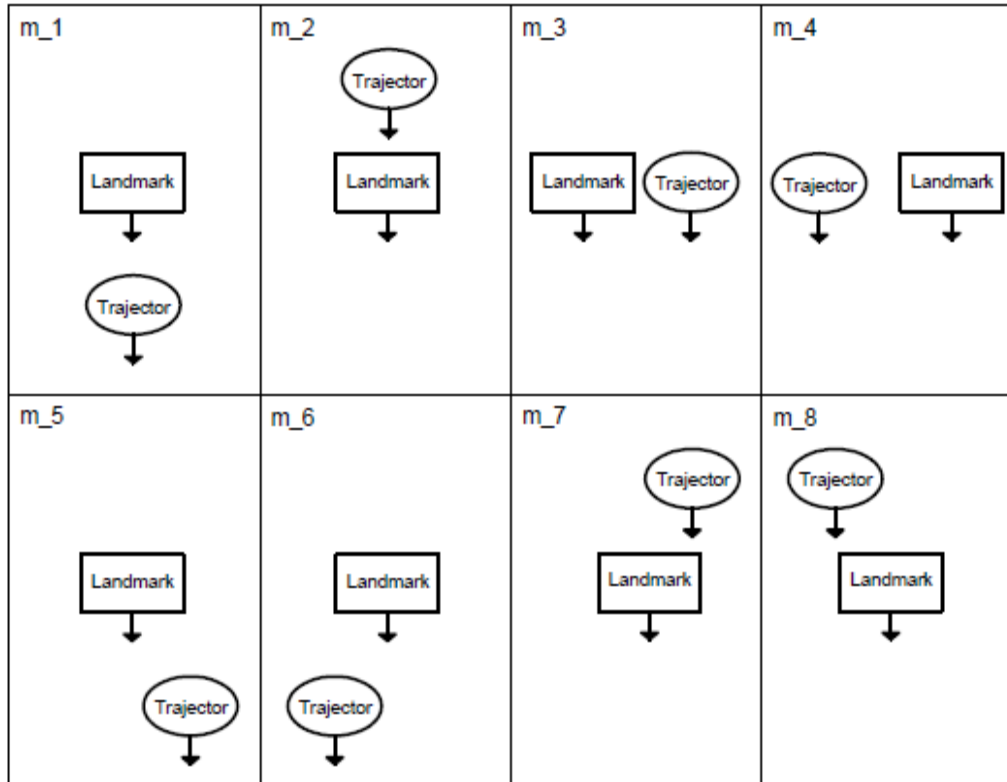 m_1
Landmark
Trajector
m_2
Trajector
Landmark
m_3
Landmark Trajector
m_4
Trajector Landmark
m_5
Landmark
Trajector
m_6
Landmark
Trajector
m_7
Trajector
Landmark
m_8
Trajector
Landmark